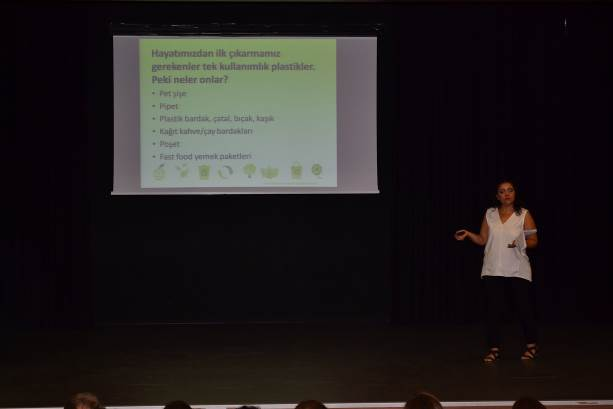 Hayatımızdan ilk çıkarmamız
gerekenler tek kullanımlık plastikler.
Peki neler onlar?
• Pet şişe
• Pipet
• Plastik bardak, çatal, bıçak, kaşık
• Kağıt kahve/çay bardakları
• Poşet
• Fast food yemek paketleri